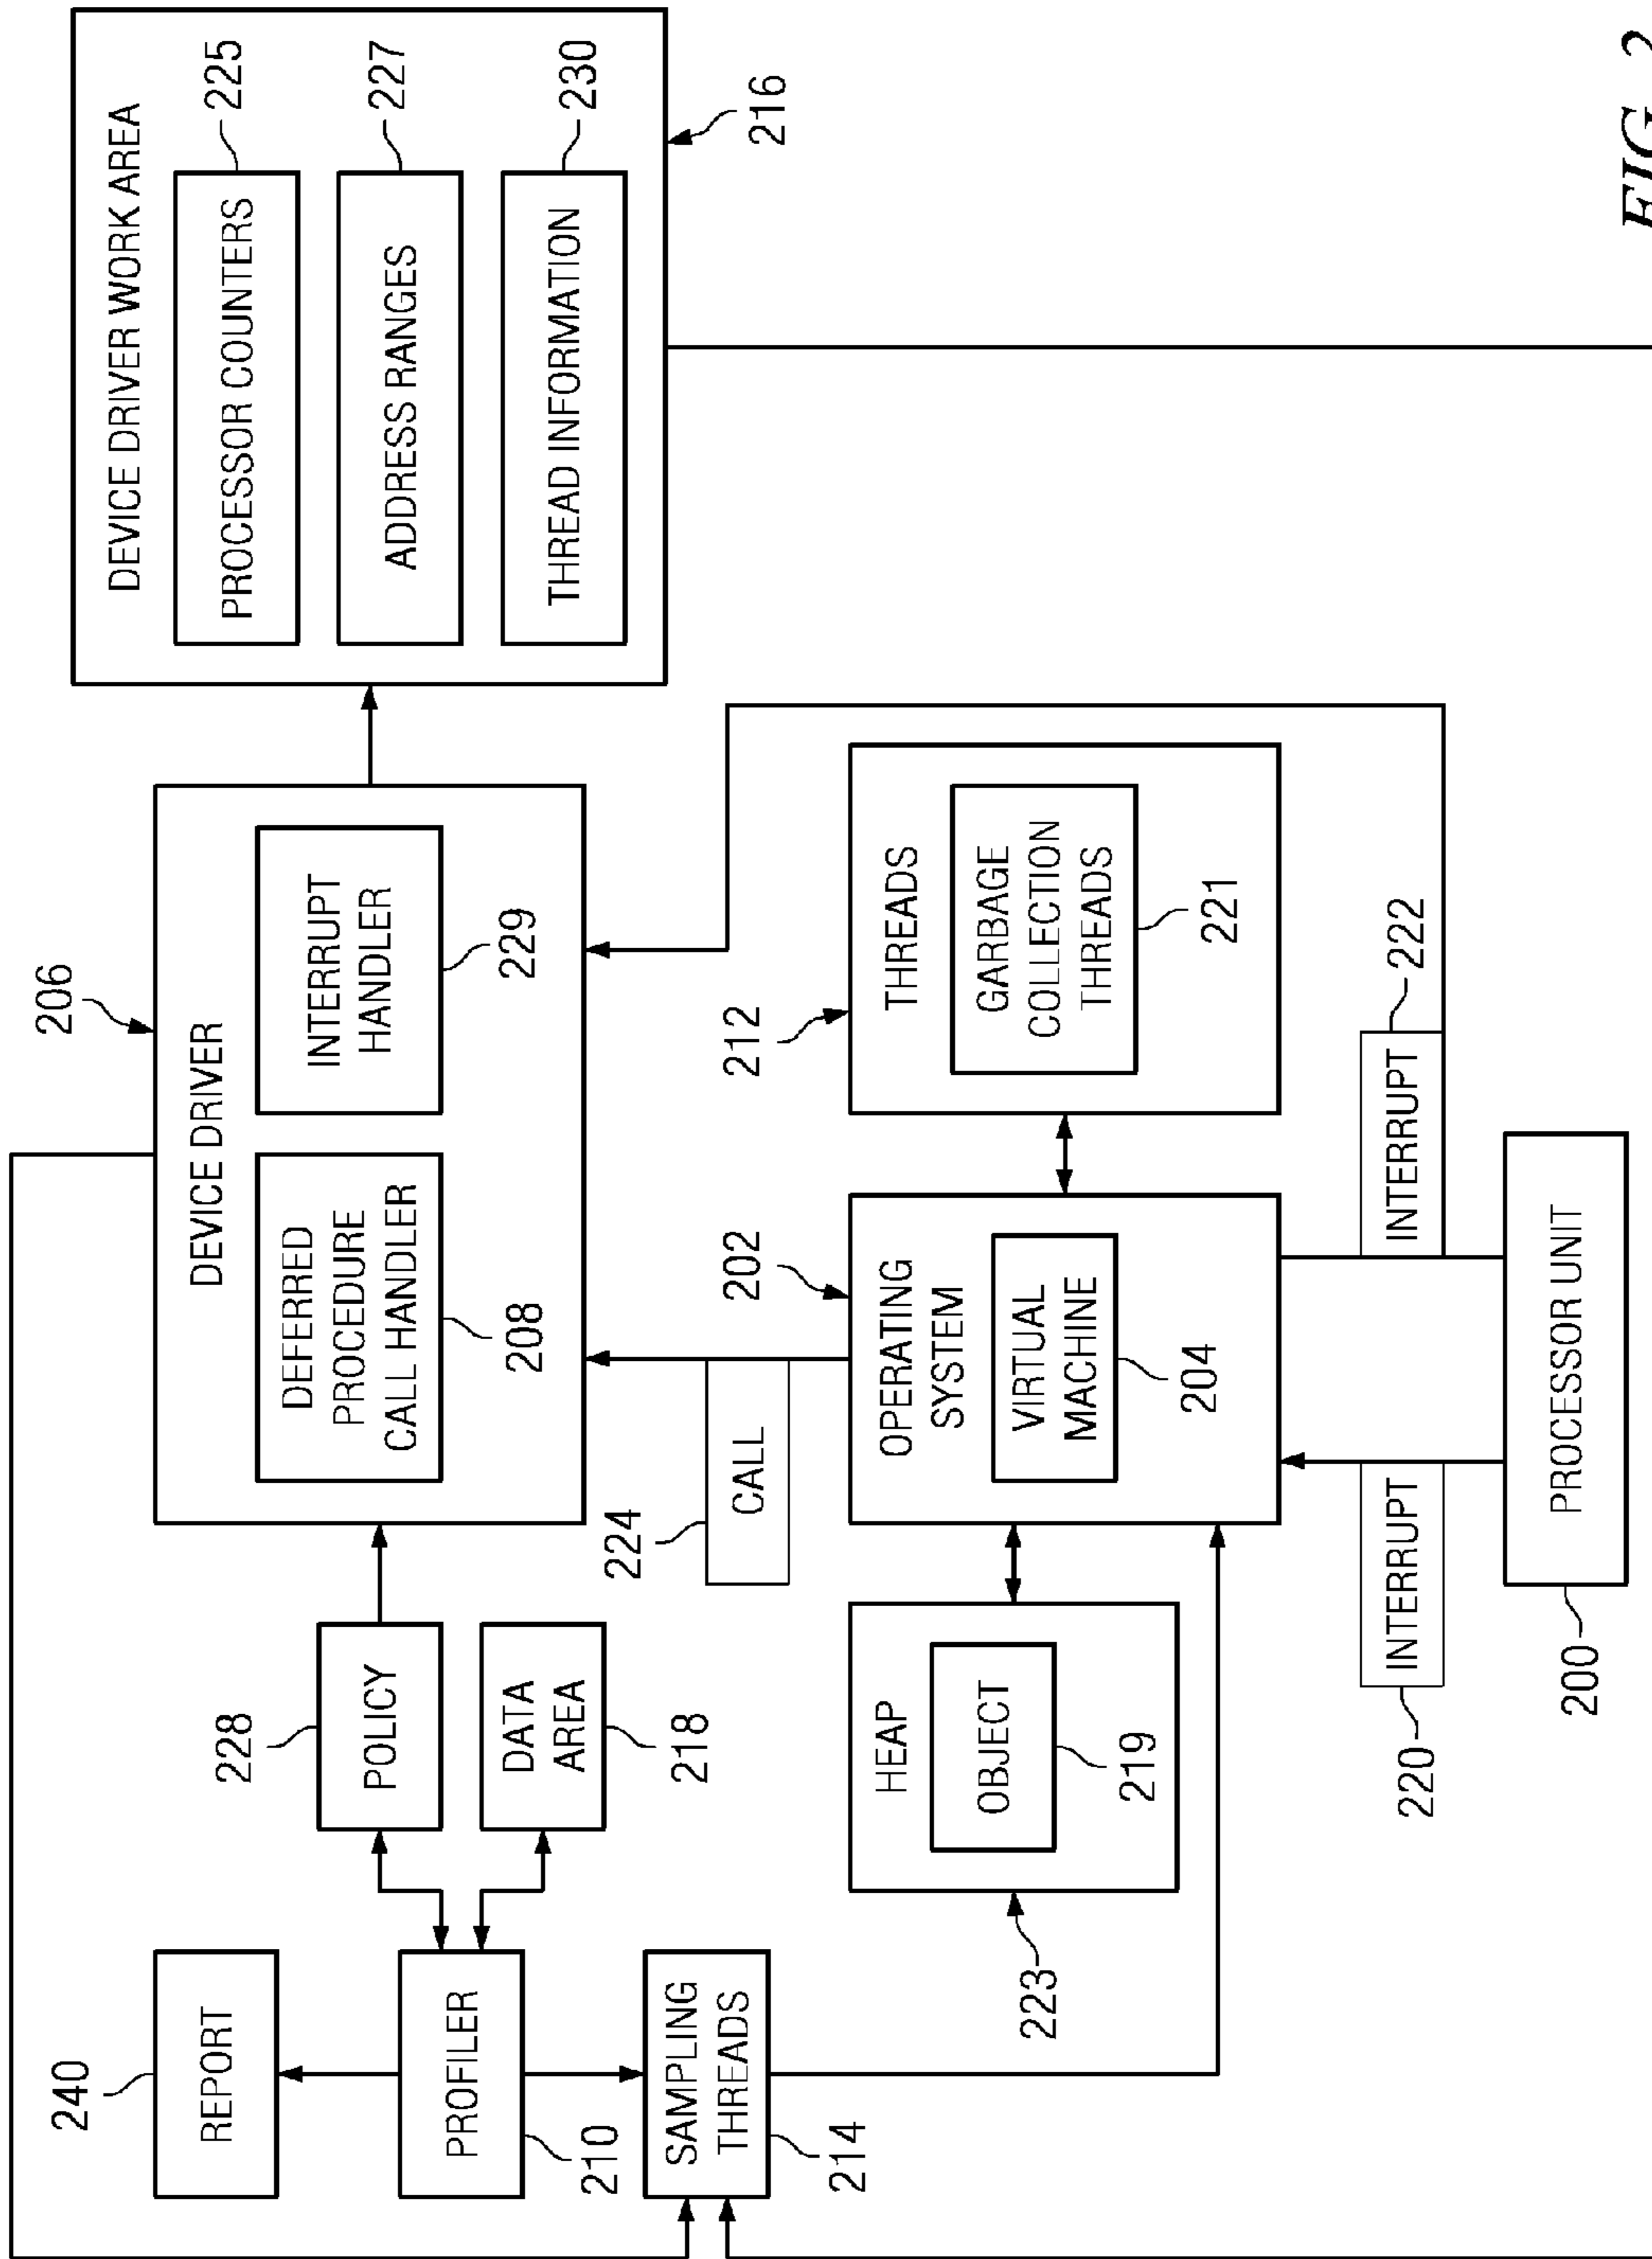 240
REPORT
PROFILER
210
SAMPLING
THREADS
214
228
POLICY
DATA
AREA
218
206
DEVICE DRIVER
DEFERRED
PROCEDURE
CALL HANDLER
208
INTERRUPT
HANDLER
229
DEVICE DRIVER WORK AREA
PROCESSOR COUNTERS
225
ADDRESS RANGES
227
THREAD INFORMATION
230
216
224
CALL
HEAP
OBJECT
219
223
202
OPERATING
SYSTEM
VIRTUAL
MACHINE
204
212
THREADS
GARBAGE
COLLECTION
THREADS
221
220
INTERRUPT
INTERRUPT
222
200
PROCESSOR UNIT
FIG. 2